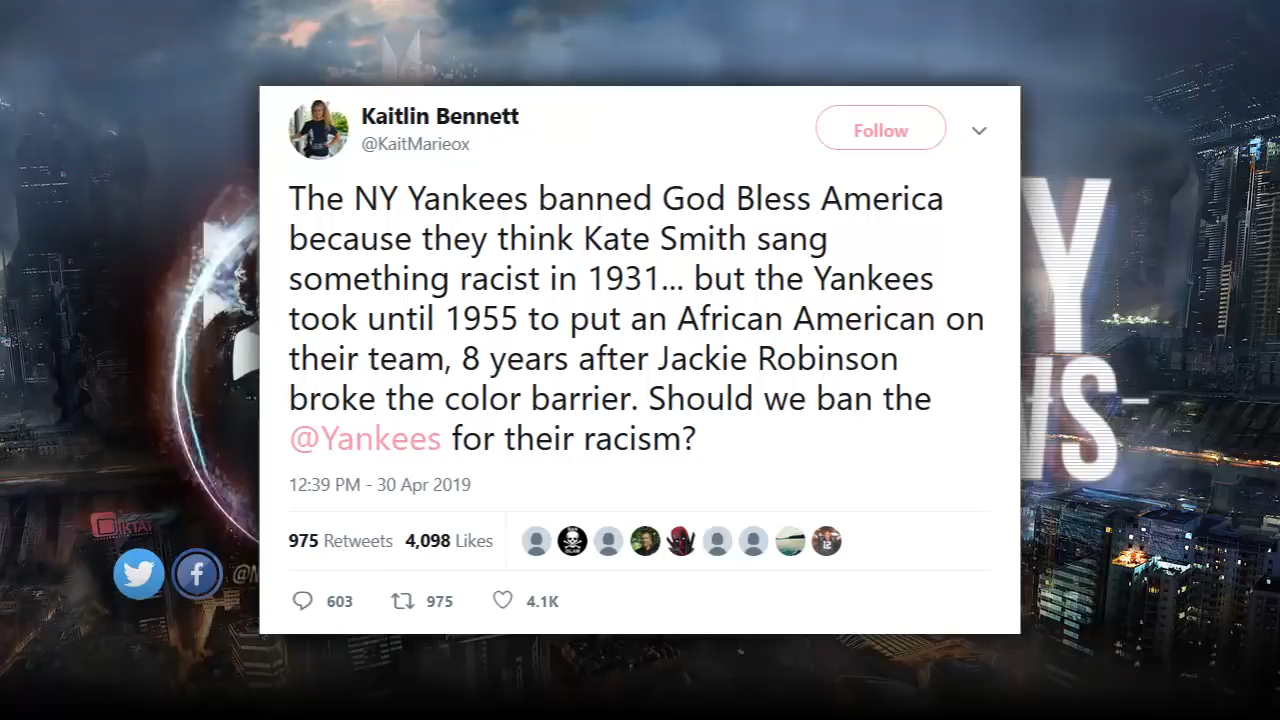 Kaitlin Bennett
@KaitMarieox
Follow
The NY Yankees banned God Bless America
because they think Kate Smith sang
something racist in 1931... but the Yankees
took until 1955 to put an African American on
their team, 8 years after Jackie Robinson
broke the color barrier. Should we ban the
@Yankees for their racism?
12:39 PM - 30 Apr 2019
975 Retweets 4,098 Likes
603 975 4.1K